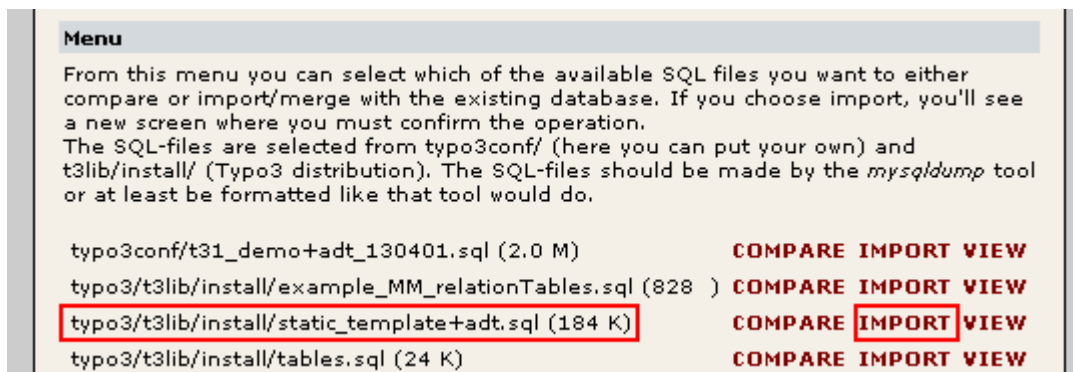 Menu
From this menu you can select which of the available SQL files you want to either
compare or import/merge with the existing database. If you choose import, you'll see
a new screen where you must confirm the operation.
The SQL-files are selected from typo3conf/ (here you can put your own) and
t3lib/install/ (Typo3 distribution). The SQL-files should be made by the mysqldump tool
or at least be formatted like that tool would do.
typo3conf/t31_demo+adt_130401.sql (2.0 M) COMPARE IMPORT VIEW
typo3/t3lib/install/example_MM_relationTables.sql (828 ) COMPARE IMPORT VIEW
typo3/t3lib/install/static_template+adt.sql (184 K) COMPARE IMPORT VIEW
typo3/t3lib/install/tables.sql (24 K) COMPARE IMPORT VIEW